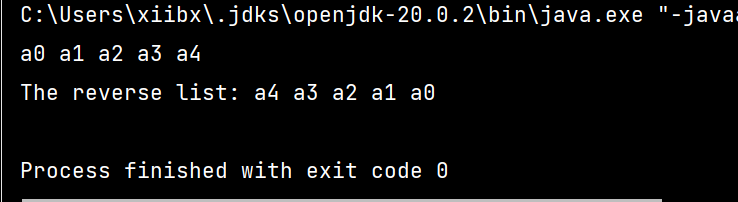 C:\Users\xiibx\.jdks\openjdk-20.0.2\bin\java.exe "-java
a0 a1 a2 a3 a4
The reverse list: a4 a3 a2 a1 a0
Process finished with exit code 0